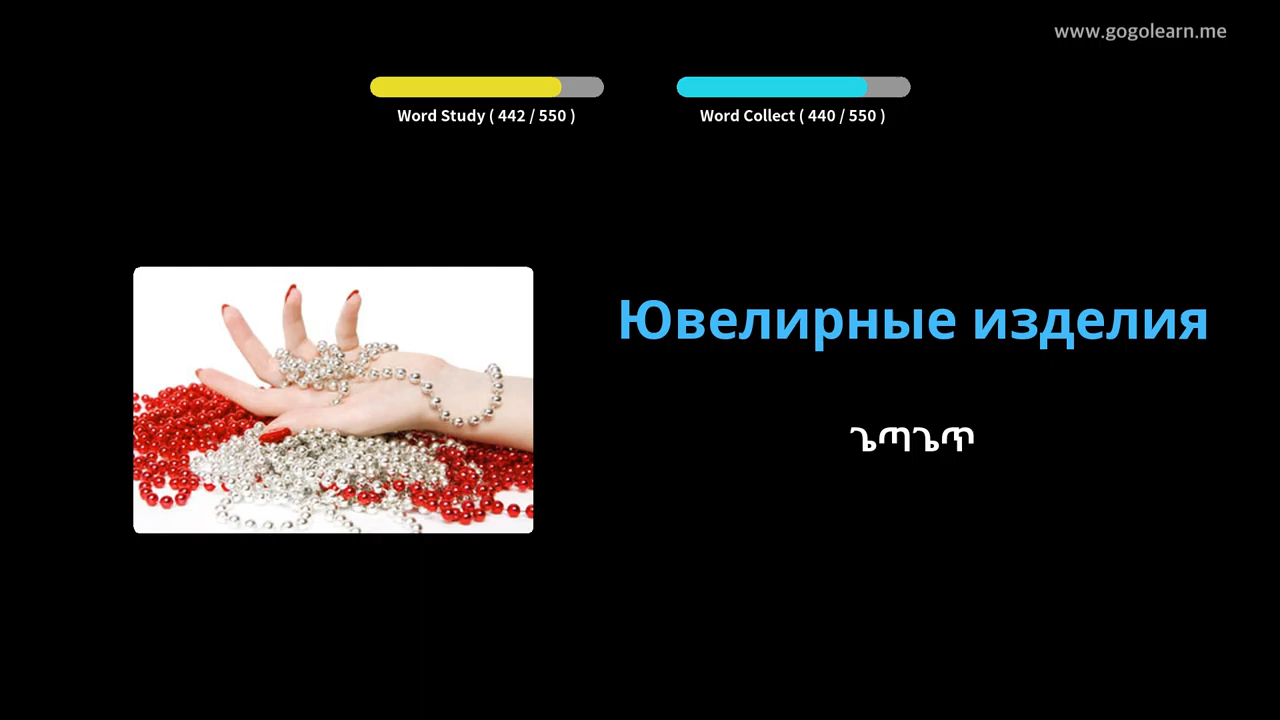 www.gogolearn.me
Word Study ( 442 / 550 )
Word Collect ( 440 / 550 )
Ювелирные изделия
ጌጣጌጥ